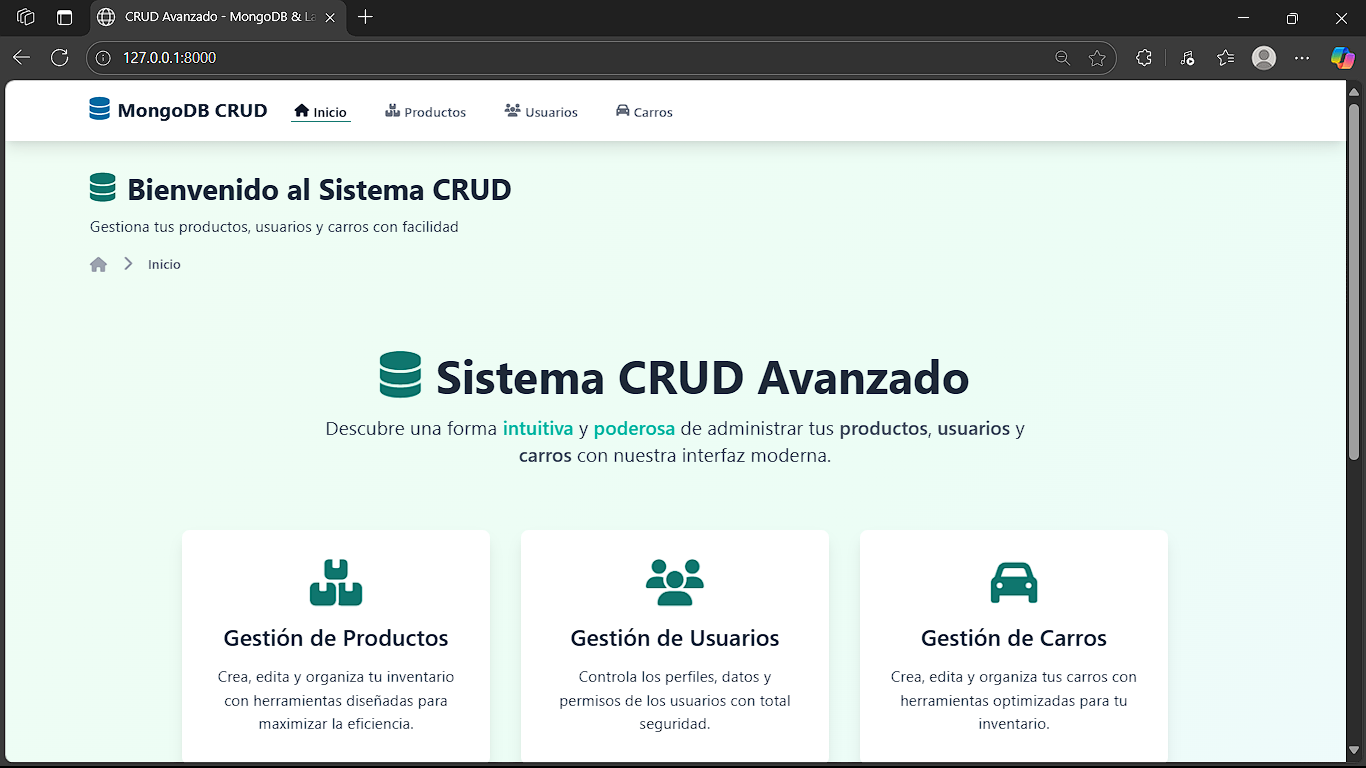 CRUD Avanzado - MongoDB & La
127.0.0.1:8000
MongoDB CRUD
Inicio
Productos
Usuarios
Carros
Bienvenido al Sistema CRUD
Gestiona tus productos, usuarios y carros con facilidad
Inicio
Sistema CRUD Avanzado
Descubre una forma intuitiva y poderosa de administrar tus productos, usuarios y
carros con nuestra interfaz moderna.
Gestión de Productos
Crea, edita y organiza tu inventario
con herramientas diseñadas para
maximizar la eficiencia.
Gestión de Usuarios
Controla los perfiles, datos y
permisos de los usuarios con total
seguridad.
Gestión de Carros
Crea, edita y organiza tus carros con
herramientas optimizadas para tu
inventario.